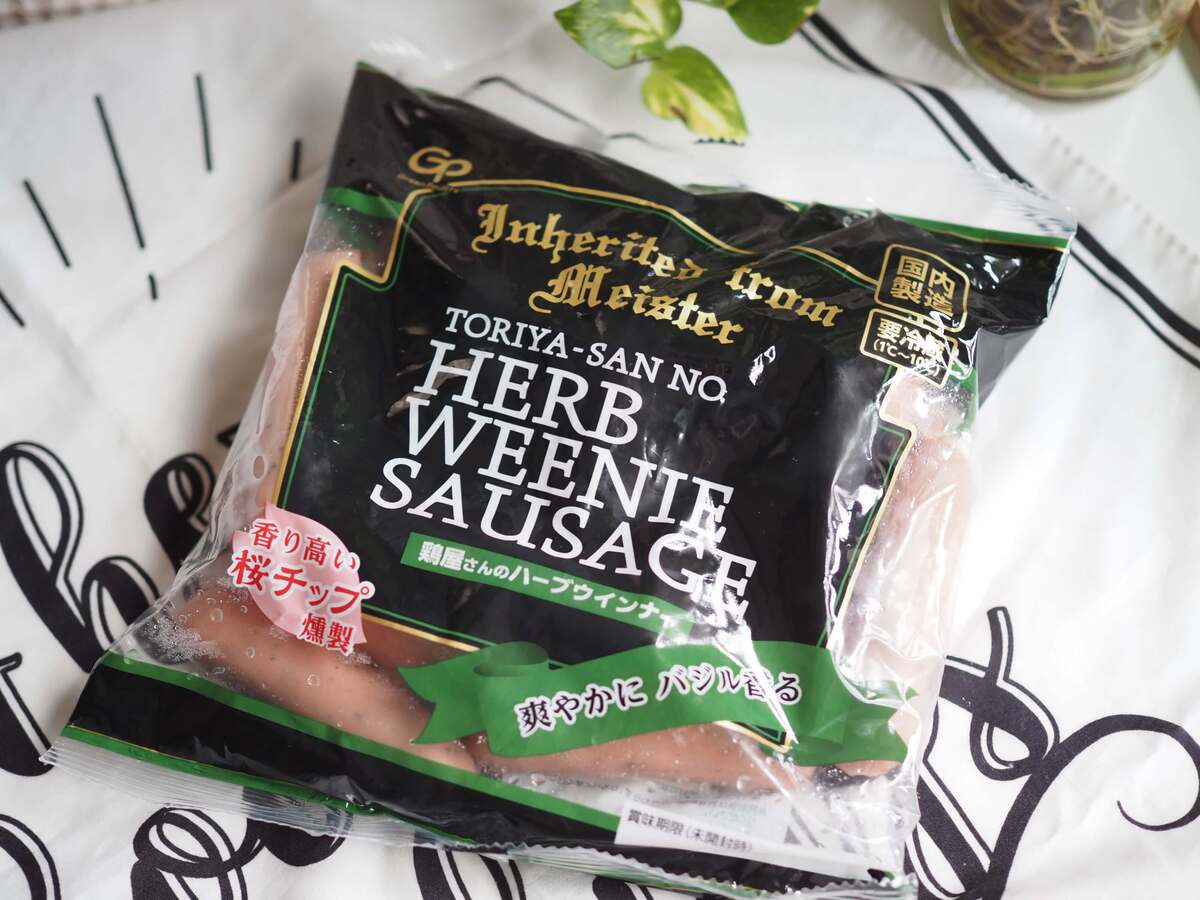 GP
Inherited from
Meister
国内
製造
要冷蔵
(1℃~10℃)
TORIYA-SAN NO
HERB
WEENIE
SAUSAGE
鶏屋さんのハーブウインナー
香り高い
桜チップ
燻製
爽やかに バジル香る
賞味期限(未開封時)